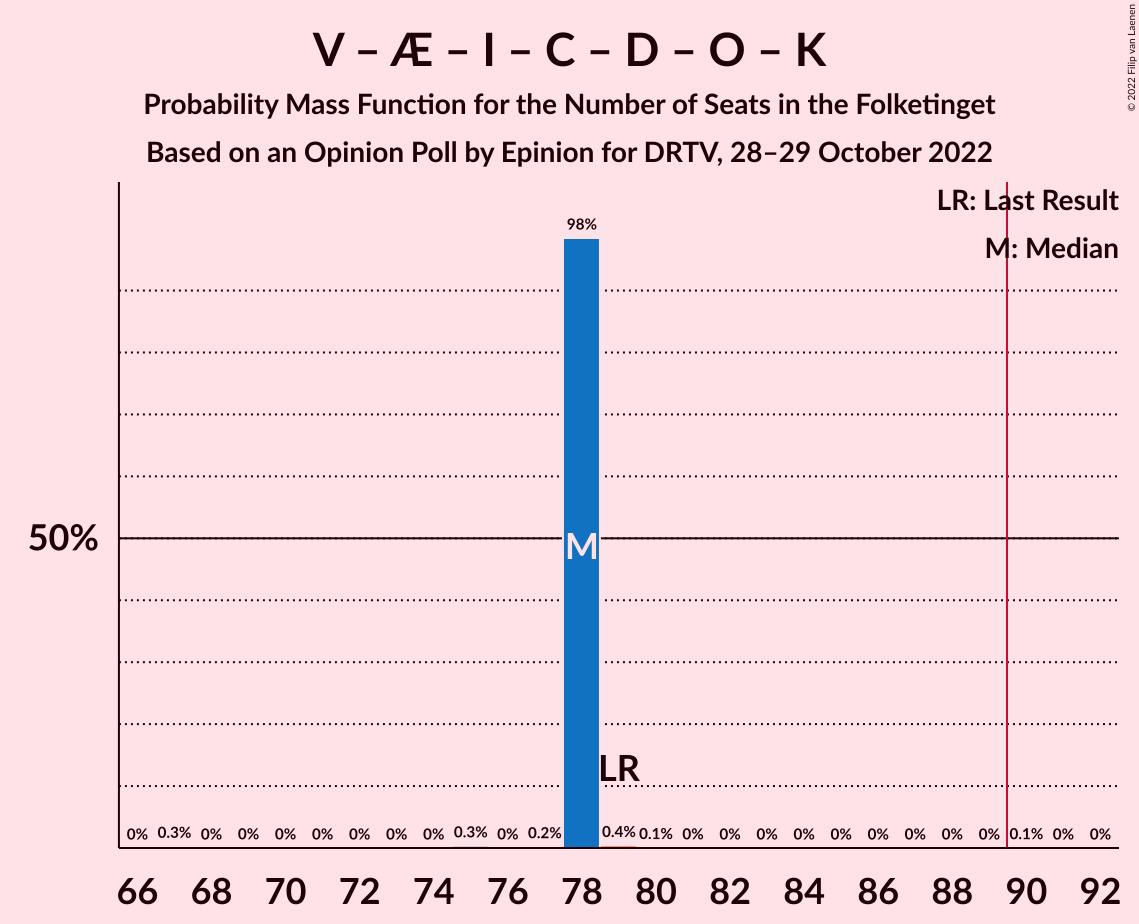 V – Æ – I – C – D – O – K
Probability Mass Function for the Number of Seats in the Folketinget
Based on an Opinion Poll by Epinion for DRTV, 28–29 October 2022
© 2022 Filip van Laenen
LR: Last Result
M: Median
98%
50%
M
LR
0% 0.3% 0% 0% 0% 0% 0% 0% 0% 0.3% 0% 0.2% 0.4% 0.1% 0% 0% 0% 0% 0% 0% 0% 0% 0% 0.1% 0% 0%
66 68 70 72 74 76 78 80 82 84 86 88 90 92